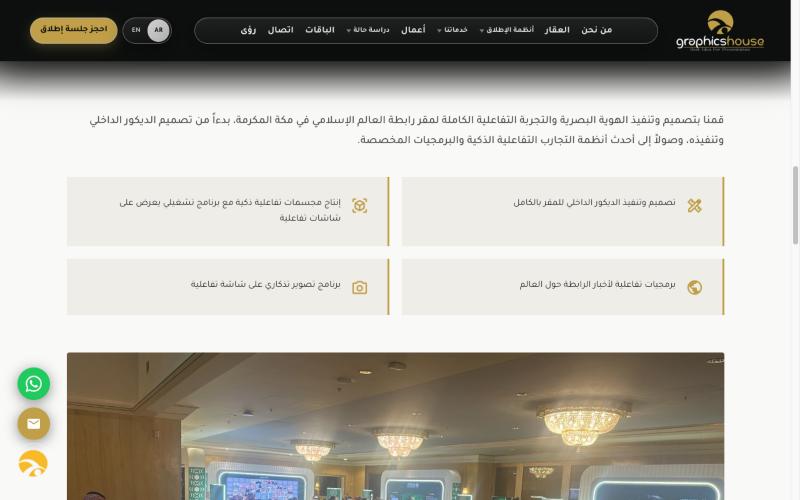 graphicshouse
من نحن
العقار
أنظمة الإطلاق
خدماتنا
أعمال
دراسة حالة
الباقات
اتصال
رؤى
AR
EN
احجز جلسة إطلاق
قمنا بتصميم وتنفيذ الهوية البصرية والتجربة التفاعلية الكاملة لمقر رابطة العالم الإسلامي في مكة المكرمة، بدءاً من تصميم الديكور الداخلي
وتنفيذه، وصولاً إلى أحدث أنظمة التجارب التفاعلية الذكية والبرمجيات المخصصة.
تصميم وتنفيذ الديكور الداخلي للمقر بالكامل
إنتاج مجسمات تفاعلية ذكية مع برنامج تشغيلي يعرض على
شاشات تفاعلية
برمجيات تفاعلية لأخبار الرابطة حول العالم
برنامج تصوير تذكاري على شاشة تفاعلية